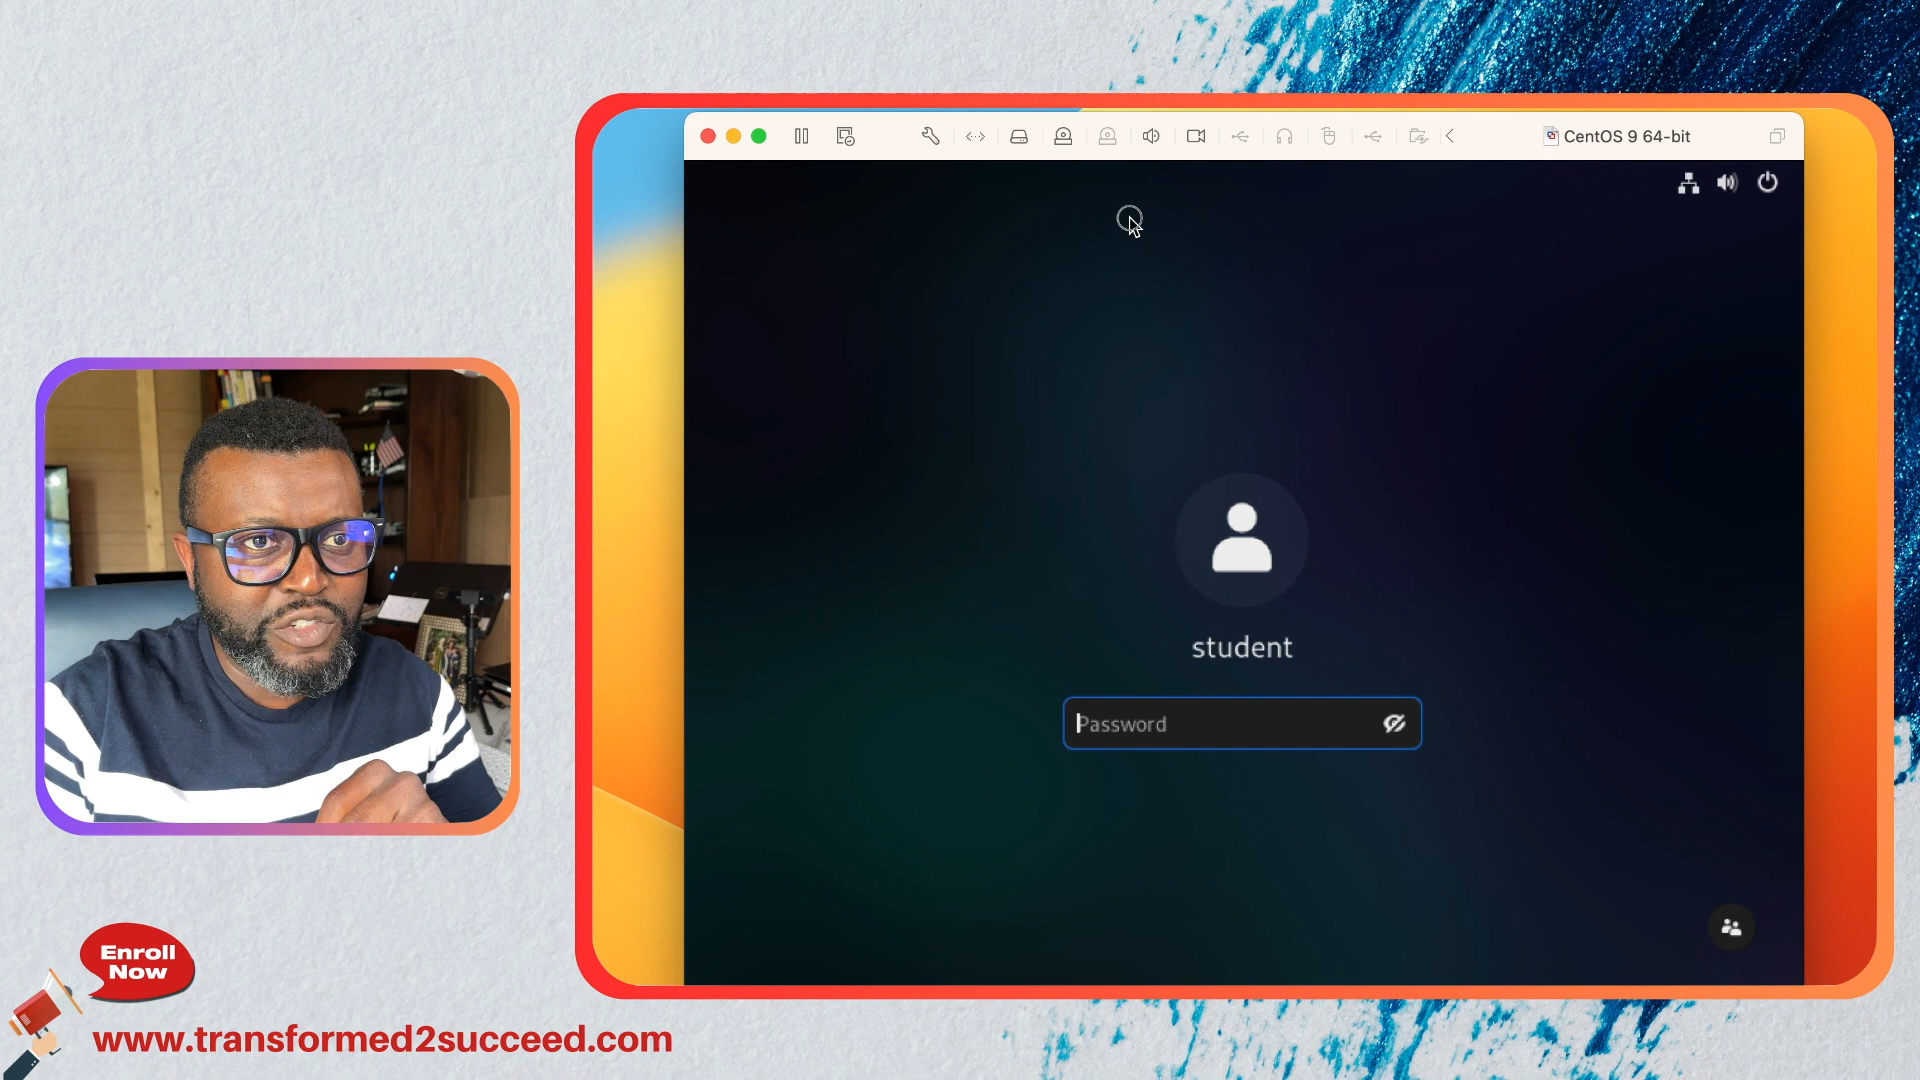 CentOS 9 64-bit
student
Password
Enroll
Now
www.transformed2succeed.com